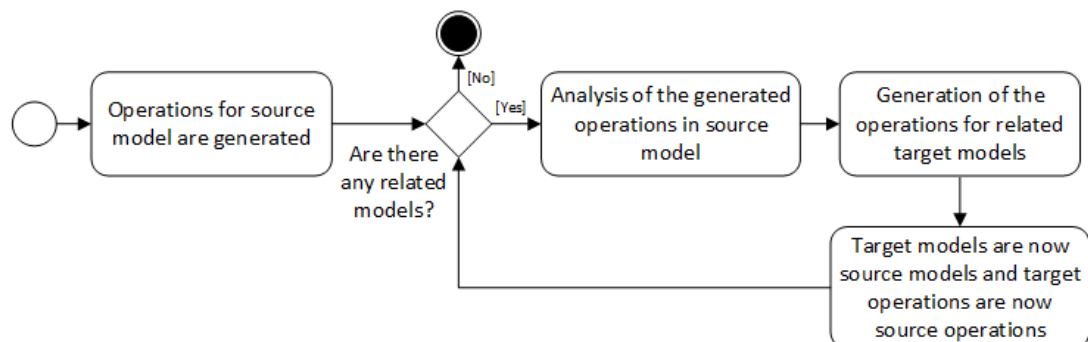 Operations for source
model are generated
Are there
any related
models?
[No]
[Yes]
Analysis of the generated
operations in source
model
Generation of the
operations for related
target models
Target models are now
source models and target
operations are now
source operations